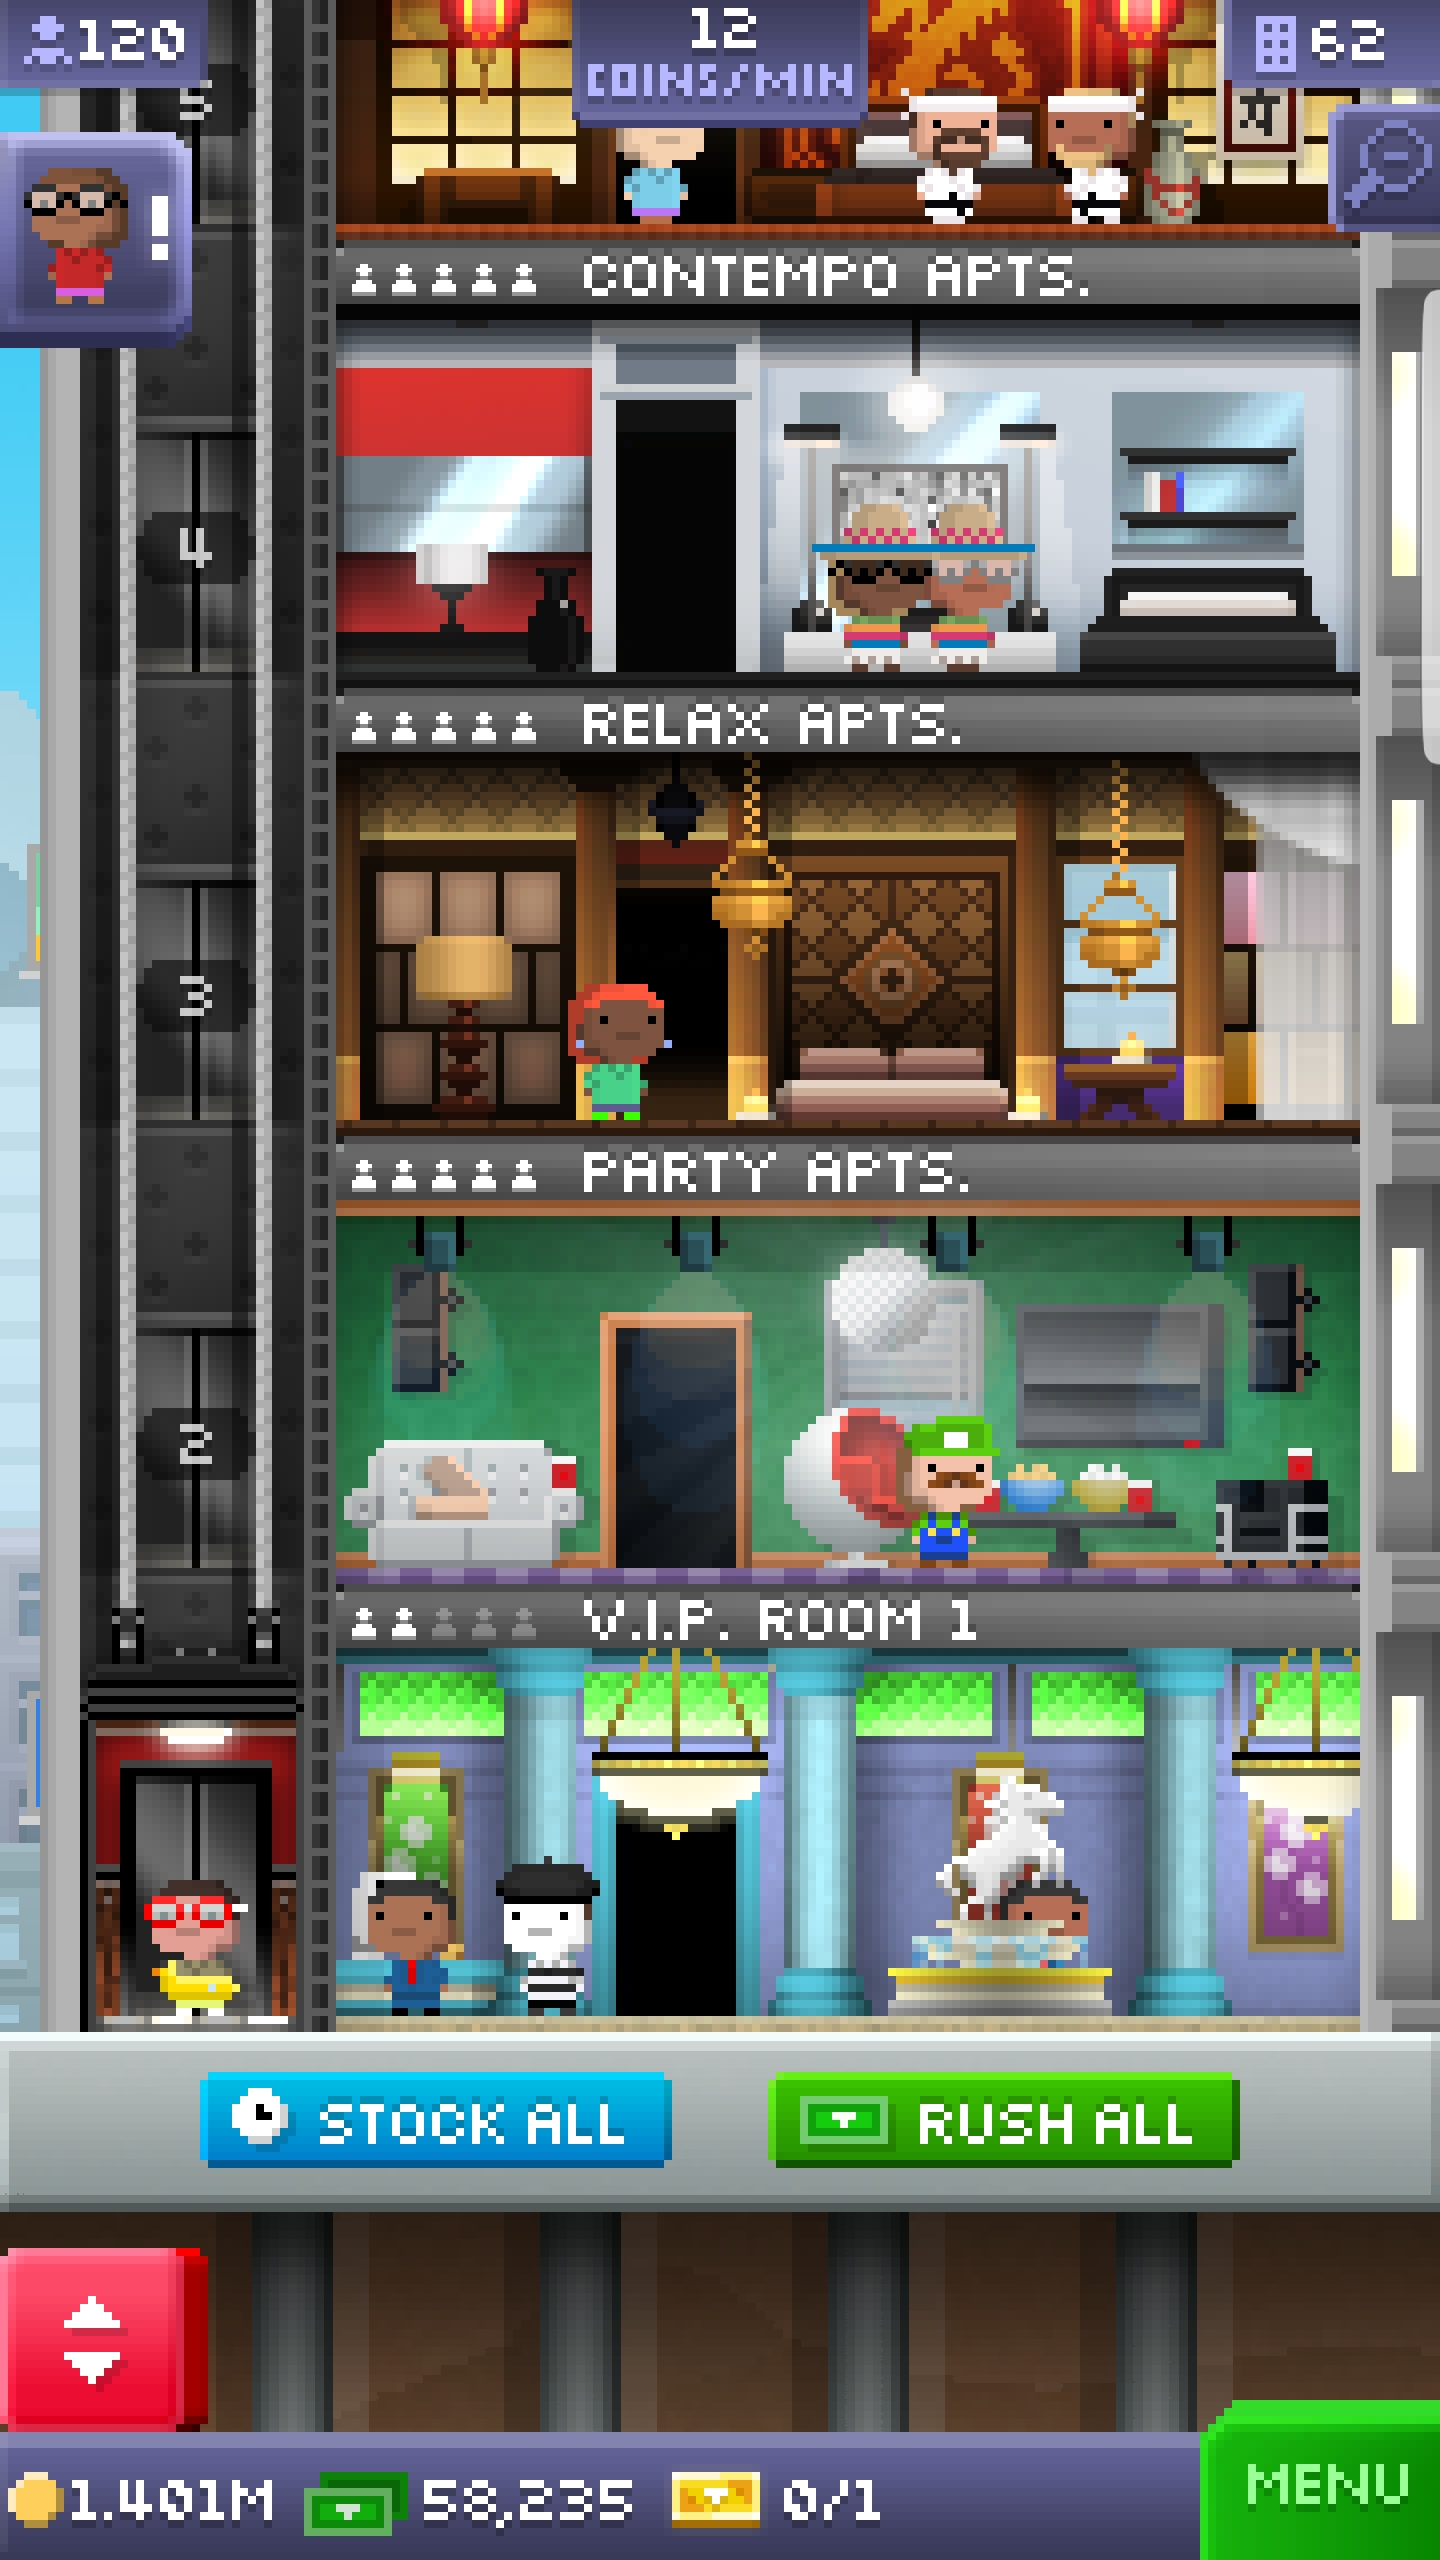 120
12
COINS/MIN
62
5
!
CONTEMPO APTS.
4
RELAX APTS.
3
PARTY APTS.
2
V.I.P. ROOM 1
STOCK ALL
RUSH ALL
1.401M
58,235
0/1
MENU